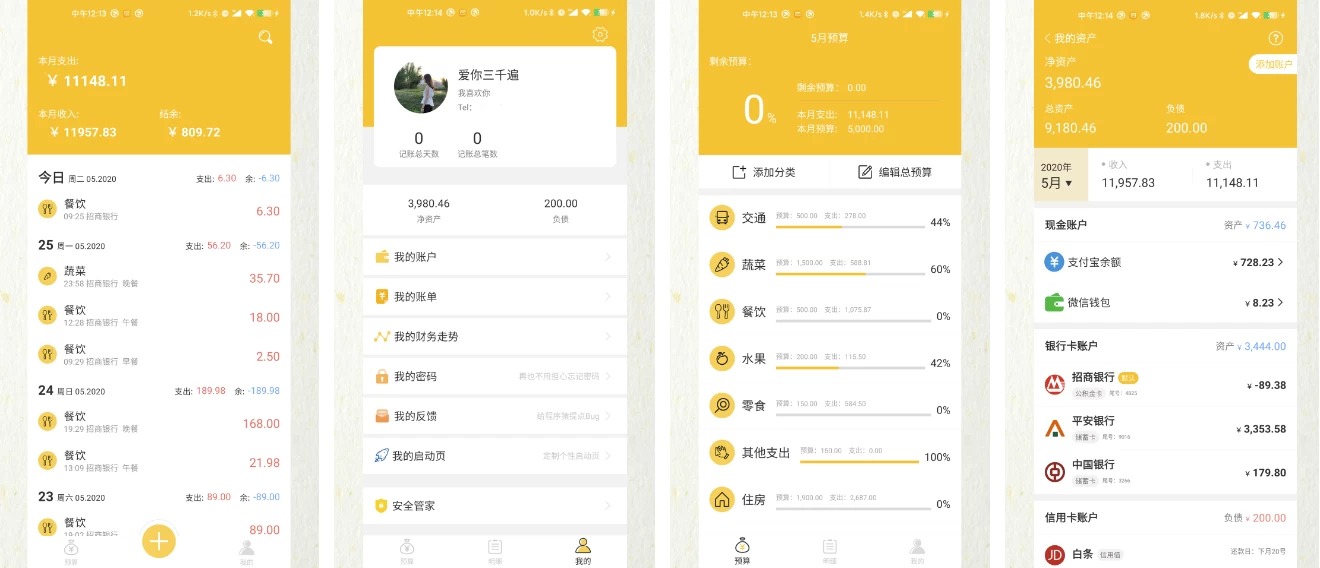 中午12:14
1.2K/s
本月支出:
¥ 11148.11
本月收入:
结余:
¥ 11957.83
¥ 809.72
今日 周二 05.2020
支出: 6.30 余: -6.30
餐饮
09:25 招商银行
6.30
25 周一 05.2020
支出: 56.20 余: -56.20
蔬菜
23:58 招商银行 晚餐
35.70
餐饮
12:28 招商银行 午餐
18.00
餐饮
09:29 招商银行 早餐
2.50
24 周日 05.2020
支出: 189.98 余: -189.98
餐饮
19:29 招商银行 晚餐
168.00
餐饮
13:09 招商银行 午餐
21.98
23 周六 05.2020
支出: 89.00 余: -89.00
餐饮
19:02 招商银行
89.00
预算
我的
中午12:14
1.0K/s
爱你三千遍
我喜欢你
Tel:
0
0
记账总天数
记账总笔数
3,980.46
200.00
净资产
负债
我的账户
我的账单
我的财务走势
我的密码
再也不用担心忘记密码
我的反馈
给程序猿提点Bug
我的启动页
定制个性启动页
安全管家
预算
明细
我的
中午12:13
1.4K/s
5月预算
剩余预算:
0%
剩余预算: 0.00
本月支出: 11,148.11
本月预算: 5,000.00
添加分类
编辑总预算
交通
预算: 500.00 支出: 278.00
44%
蔬菜
预算: 1,500.00 支出: 588.81
60%
餐饮
预算: 500.00 支出: 1,075.87
0%
水果
预算: 200.00 支出: 115.50
42%
零食
预算: 150.00 支出: 584.50
0%
其他支出
预算: 150.00 支出: 0.00
100%
住房
预算: 1,900.00 支出: 2,687.00
0%
预算
明细
我的
中午12:14
1.8K/s
我的资产
?
净资产
添加账户
3,980.46
总资产
负债
9,180.46
200.00
2020年
5月
收入
支出
11,957.83
11,148.11
现金账户
资产 ¥ 736.46
支付宝余额
¥ 728.23
微信钱包
¥ 8.23
银行卡账户
资产 ¥ 3,444.00
招商银行 默认
公积金卡
¥ -89.38
平安银行
储蓄卡
¥ 3,353.58
中国银行
储蓄卡
¥ 179.80
信用卡账户
负债 ¥ 200.00
JD
白条 信用值
还款日: 下月20号